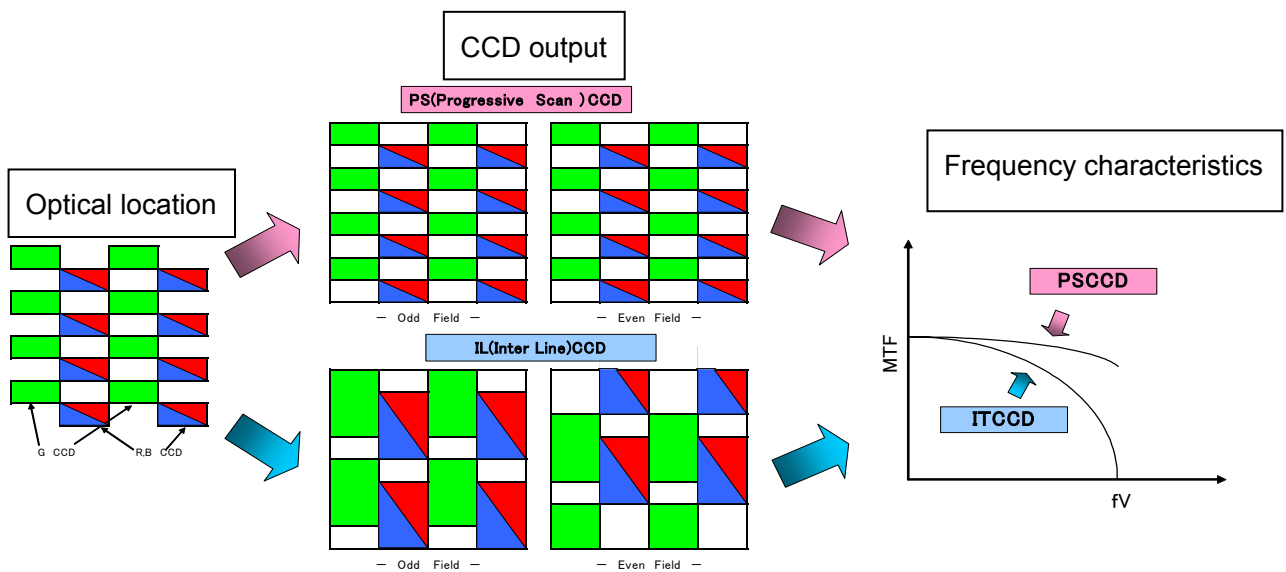 CCD output
PS(Progressive Scan )CCD
Optical location
Frequency characteristics
G CCD
R,B CCD
— Odd Field —
— Even Field —
IL(Inter Line)CCD
— Odd Field —
— Even Field —
PSCCD
MTF
ITCCD
fV